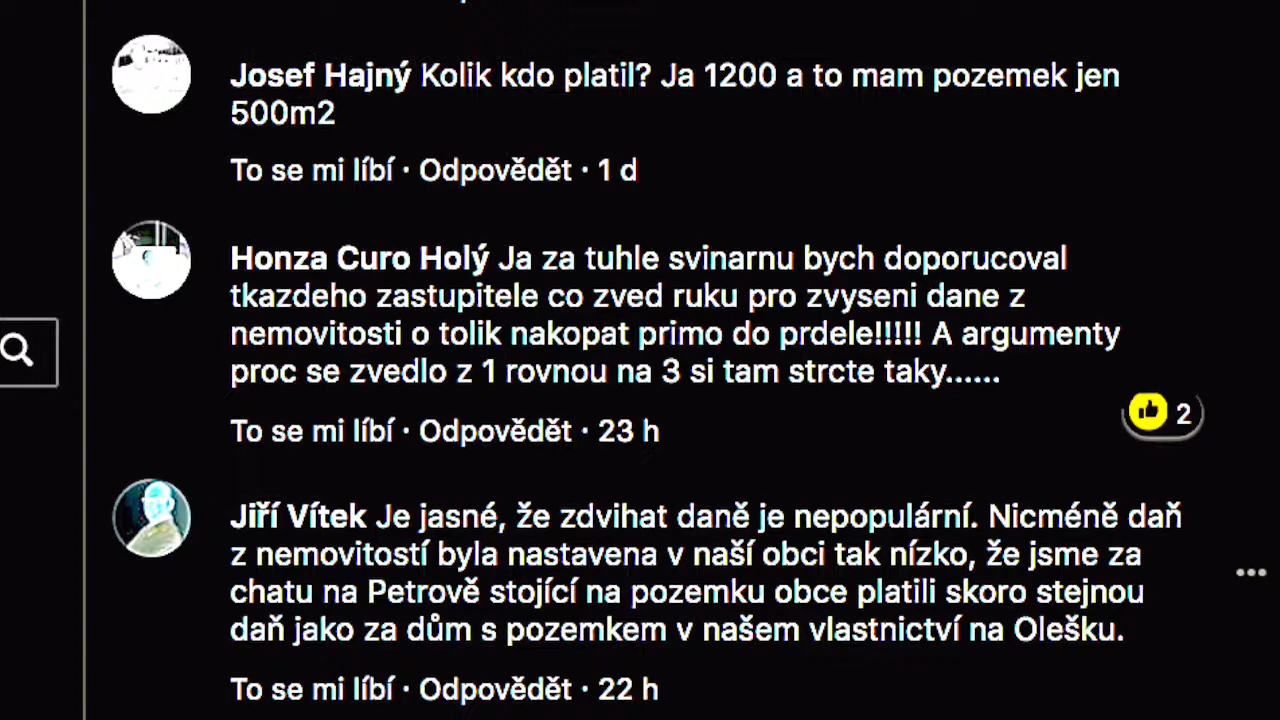 Josef Hajný Kolik kdo platil? Ja 1200 a to mam pozemek jen
500m2
To se mi líbí · Odpovědět · 1 d
Honza Curo Holý Ja za tuhle svinarnu bych doporucoval
tkazdeho zastupitele co zved ruku pro zvyseni dane z
nemovitosti o tolik nakopat primo do prdele!!!!! A argumenty
proc se zvedlo z 1 rovnou na 3 si tam strcte taky......
To se mi líbí · Odpovědět · 23 h
2
Jiří Vítek Je jasné, že zdvihat daně je nepopulární. Nicméně daň
z nemovitostí byla nastavena v naší obci tak nízko, že jsme za
chatu na Petrově stojící na pozemku obce platili skoro stejnou
daň jako za dům s pozemkem v našem vlastnictví na Olešku.
To se mi líbí · Odpovědět · 22 h